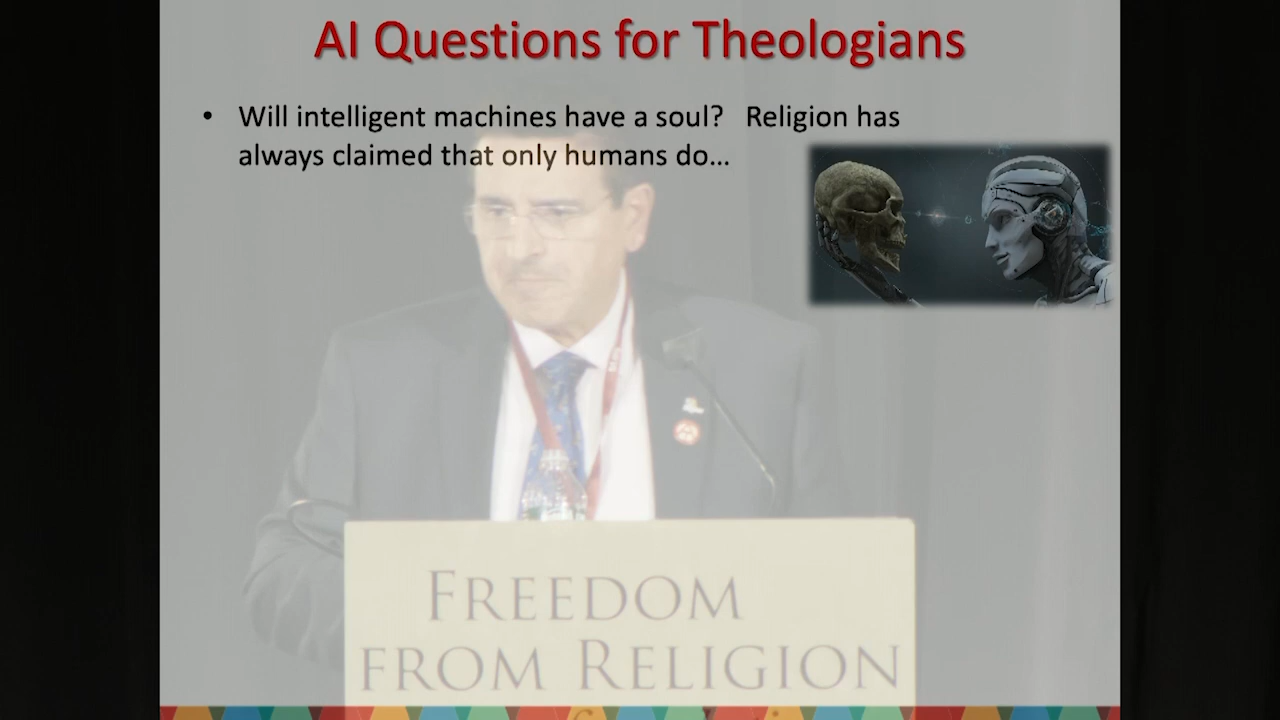 AI Questions for Theologians
• Will intelligent machines have a soul?   Religion has
always claimed that only humans do…
FREEDOM
FROM RELIGION